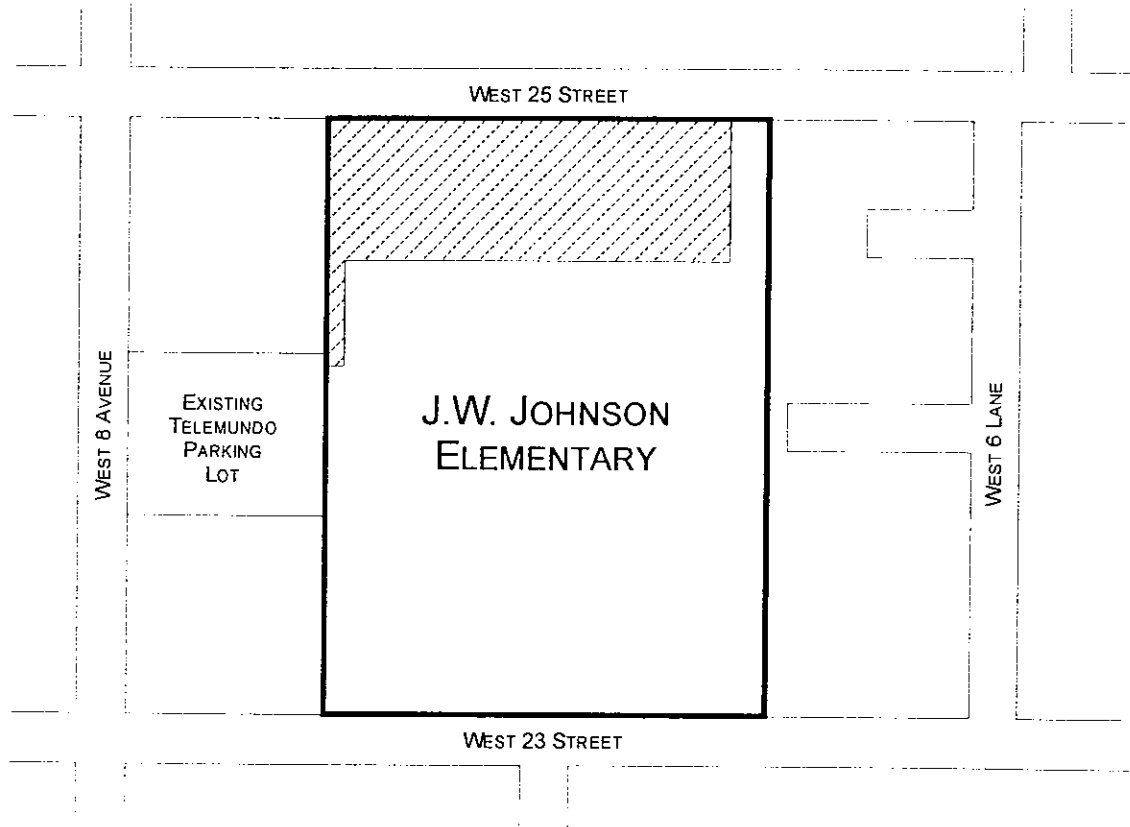 WEST 25 STREET
WEST 8 AVENUE
EXISTING
TELEMUNDO
PARKING
LOT
J.W. JOHNSON
ELEMENTARY
WEST 6 LANE
WEST 23 STREET